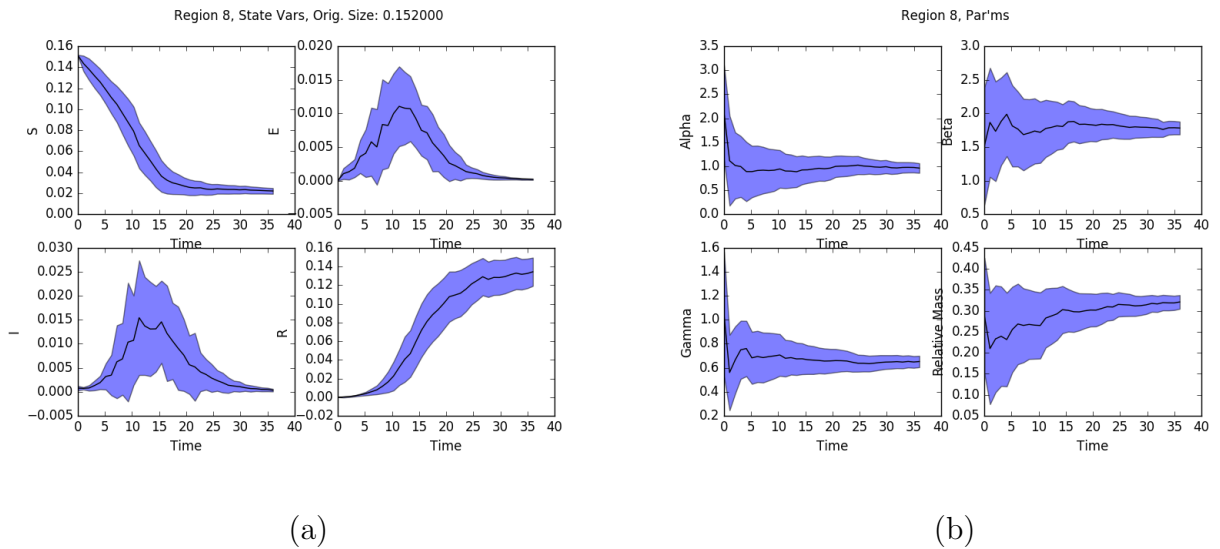 Region 8, State Vars, Orig. Size: 0.152000
Region 8, Par'ms
0.16
0.14
0.12
0.10
0.08
0.06
0.04
0.02
0.00
S
0 5 10 15 20 25 30 35 40
Time
0.020
0.015
0.010
0.005
0.000
−0.005
E
0 5 10 15 20 25 30 35 40
Time
0.030
0.025
0.020
0.015
0.010
0.005
0.000
−0.005
I
0 5 10 15 20 25 30 35 40
Time
0.16
0.14
0.12
0.10
0.08
0.06
0.04
0.02
0.00
−0.02
R
0 5 10 15 20 25 30 35 40
Time
3.5
3.0
2.5
2.0
1.5
1.0
0.5
0.0
Alpha
0 5 10 15 20 25 30 35 40
Time
3.0
2.5
2.0
1.5
1.0
0.5
Beta
0 5 10 15 20 25 30 35 40
Time
1.6
1.4
1.2
1.0
0.8
0.6
0.4
0.2
Gamma
0 5 10 15 20 25 30 35 40
Time
0.45
0.40
0.35
0.30
0.25
0.20
0.15
0.10
0.05
Relative Mass
0 5 10 15 20 25 30 35 40
Time
(a)
(b)